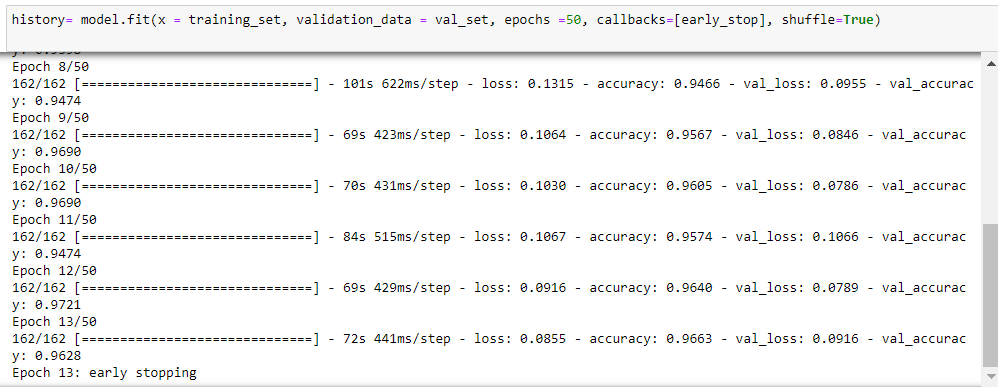 history= model.fit(x = training_set, validation_data = val_set, epochs =50, callbacks=[early_stop], shuffle=True)
Epoch 8/50
162/162 [==============================] - 101s 622ms/step - loss: 0.1315 - accuracy: 0.9466 - val_loss: 0.0955 - val_accurac
y: 0.9474
Epoch 9/50
162/162 [==============================] - 69s 423ms/step - loss: 0.1064 - accuracy: 0.9567 - val_loss: 0.0846 - val_accurac
y: 0.9690
Epoch 10/50
162/162 [==============================] - 70s 431ms/step - loss: 0.1030 - accuracy: 0.9605 - val_loss: 0.0786 - val_accurac
y: 0.9690
Epoch 11/50
162/162 [==============================] - 84s 515ms/step - loss: 0.1067 - accuracy: 0.9574 - val_loss: 0.1066 - val_accurac
y: 0.9474
Epoch 12/50
162/162 [==============================] - 69s 429ms/step - loss: 0.0916 - accuracy: 0.9640 - val_loss: 0.0789 - val_accurac
y: 0.9721
Epoch 13/50
162/162 [==============================] - 72s 441ms/step - loss: 0.0855 - accuracy: 0.9663 - val_loss: 0.0916 - val_accurac
y: 0.9628
Epoch 13: early stopping